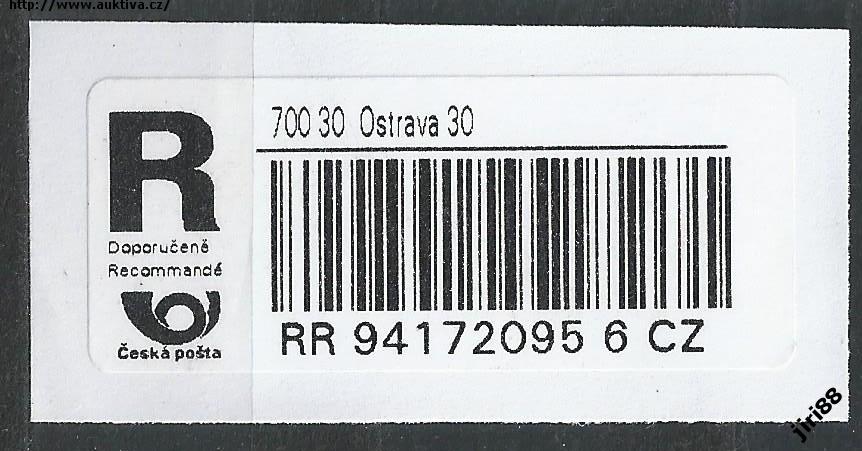 http://www.auktiva.cz/
R
Doporučeně
Recommandé
Česká pošta
700 30 Ostrava 30
RR 94172095 6 CZ
jiri88